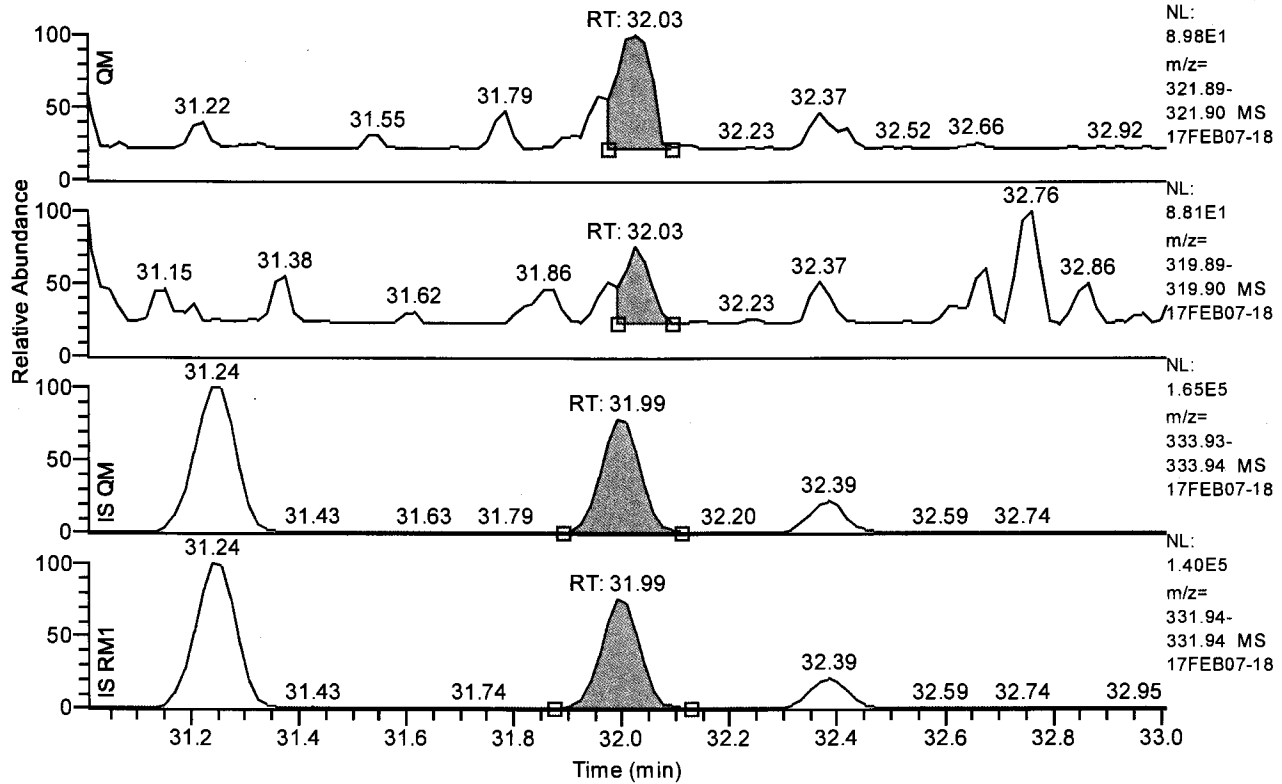 RT: 32.03
NL:
8.98E1
m/z=
321.89-
321.90 MS
17FEB07-18
100
50
0
QM
31.22
31.55
31.79
32.37
32.23
32.52
32.66
32.92
Relative Abundance
NL:
8.81E1
m/z=
319.89-
319.90 MS
17FEB07-18
100
50
0
RT: 32.03
32.76
31.15
31.38
31.62
31.86
32.23
32.37
32.86
NL:
1.65E5
m/z=
333.93-
333.94 MS
17FEB07-18
100
50
0
IS QM
31.24
RT: 31.99
31.43
31.63
31.79
32.20
32.39
32.59
32.74
NL:
1.40E5
m/z=
331.94-
331.94 MS
17FEB07-18
100
50
0
IS RM1
31.24
RT: 31.99
31.43
31.74
32.39
32.59
32.74
32.95
31.2 31.4 31.6 31.8 32.0 32.2 32.4 32.6 32.8 33.0
Time (min)